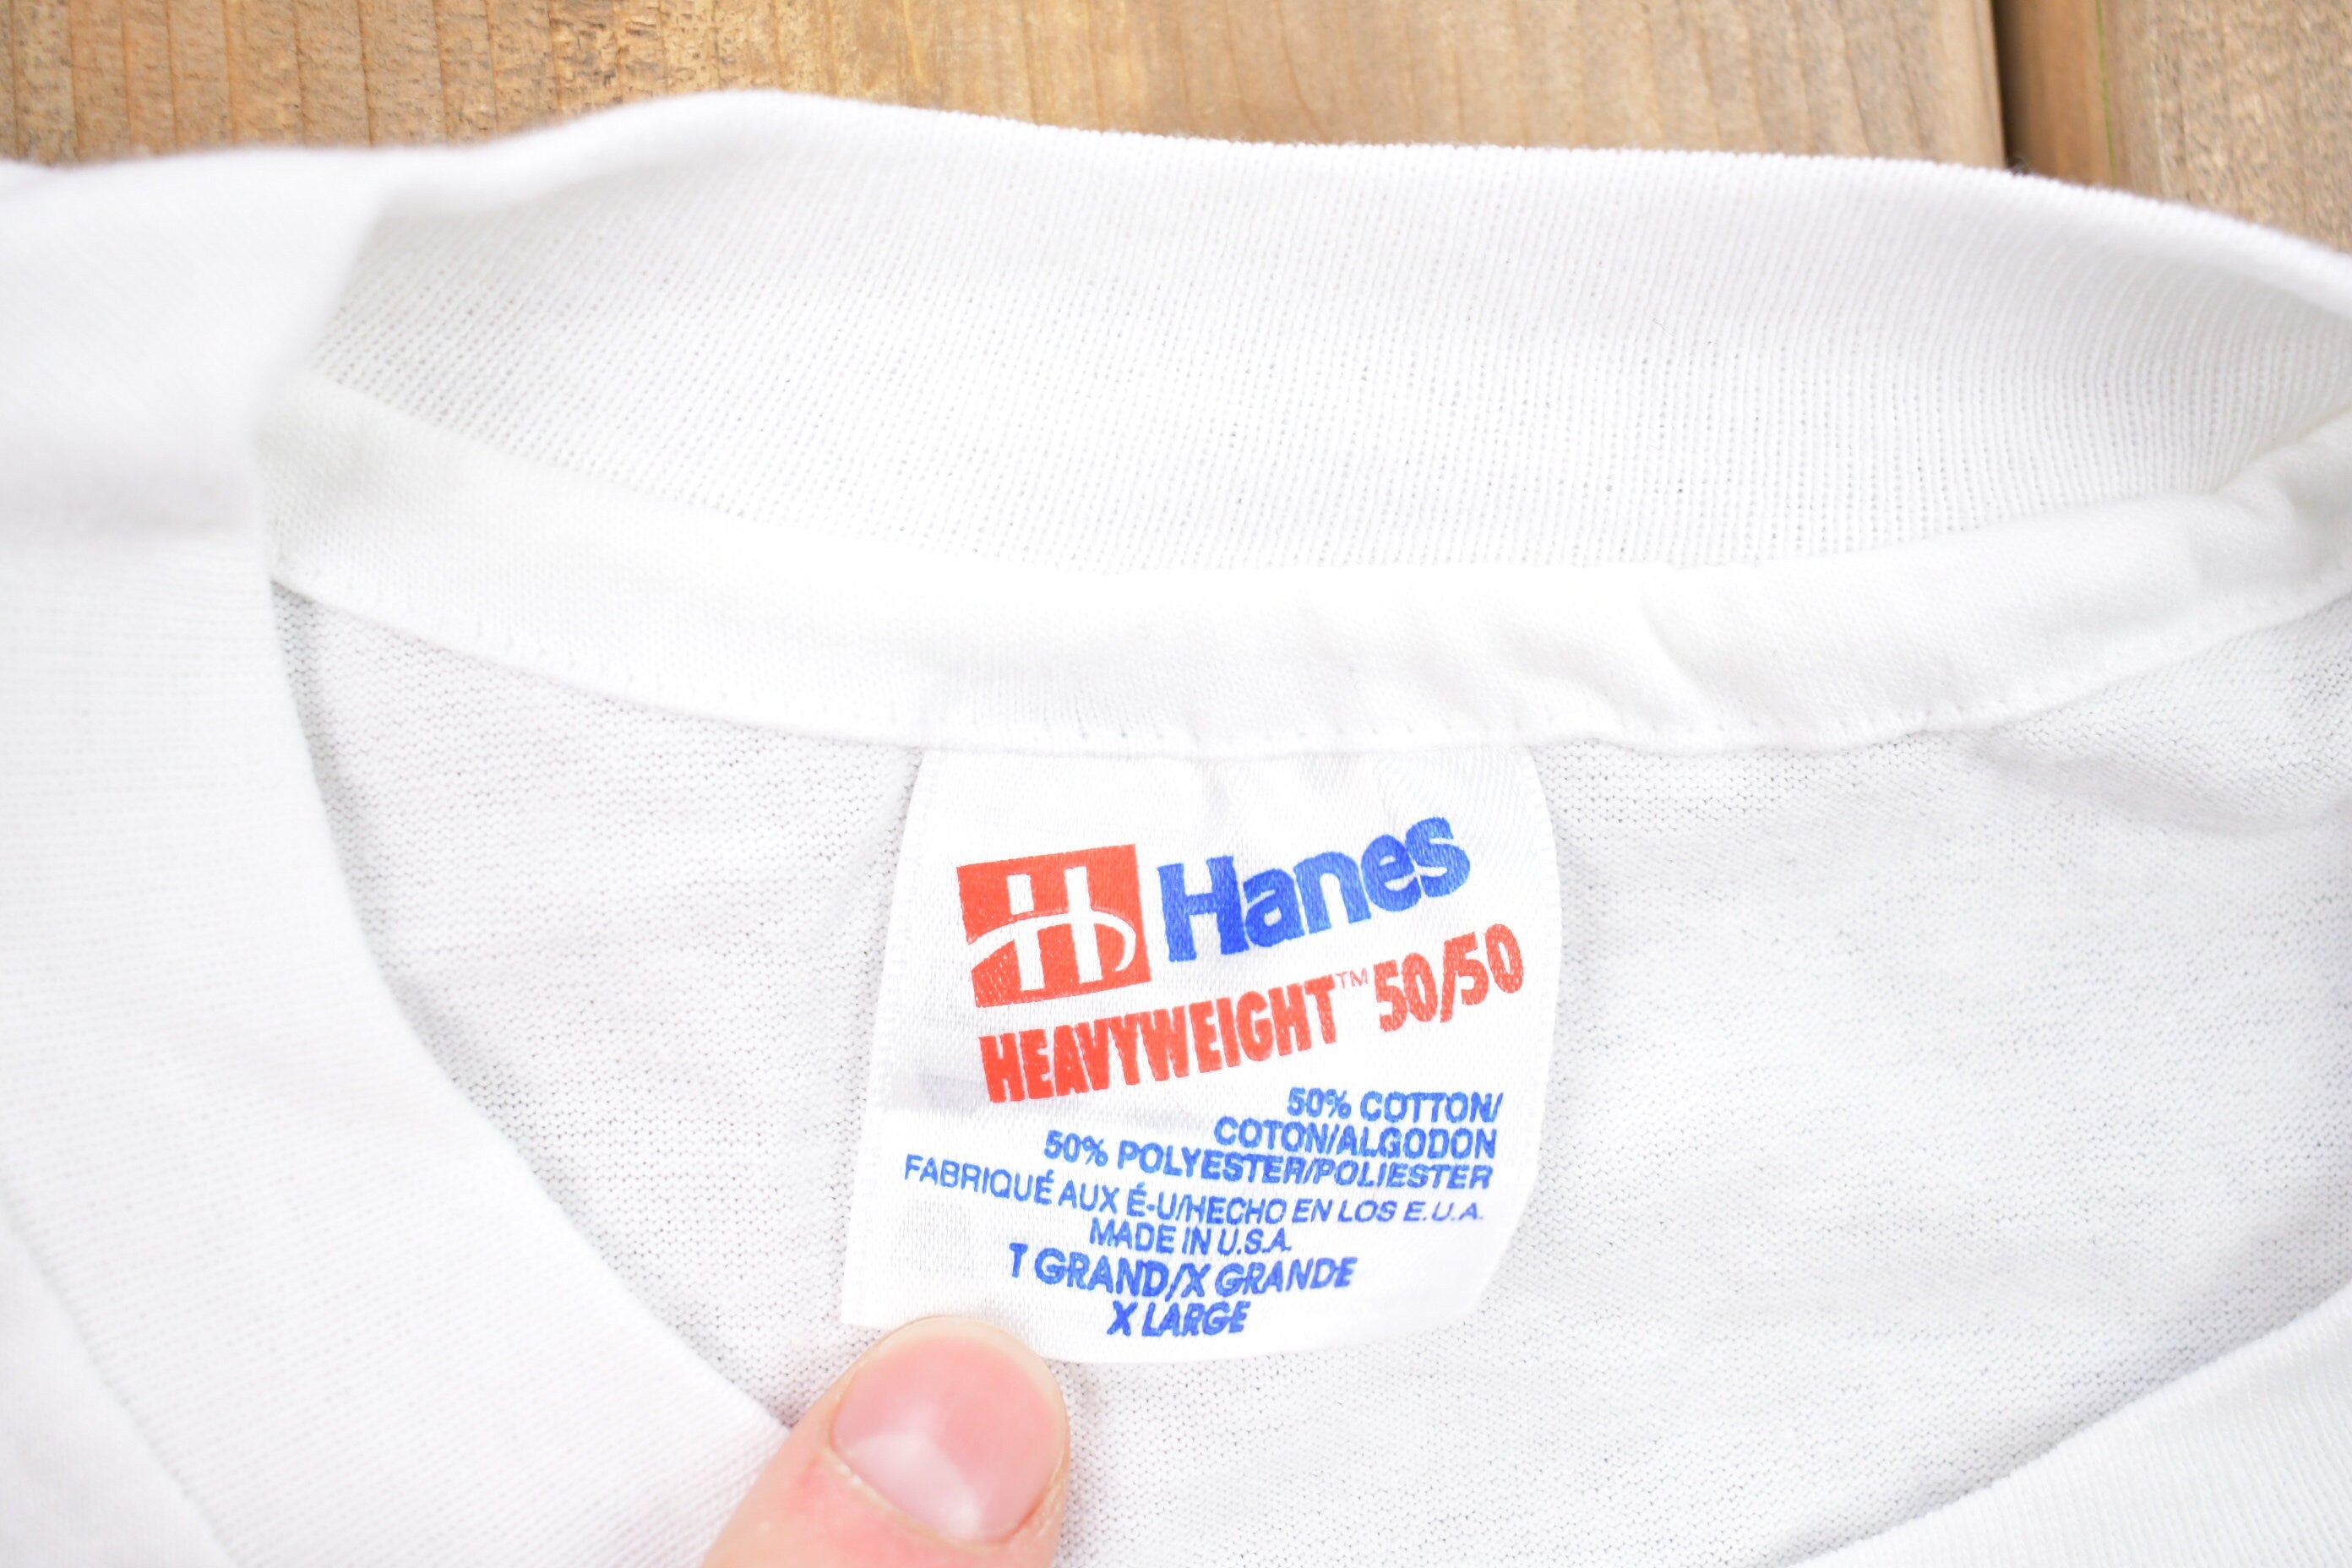 H Hanes
HEAVYWEIGHT™ 50/50
50% COTTON/
COTON/ALGODON
50% POLYESTER/POLIESTER
FABRIQUÉ AUX É-U/HECHO EN LOS E.U.A.
MADE IN U.S.A.
T GRAND/X GRANDE
X LARGE